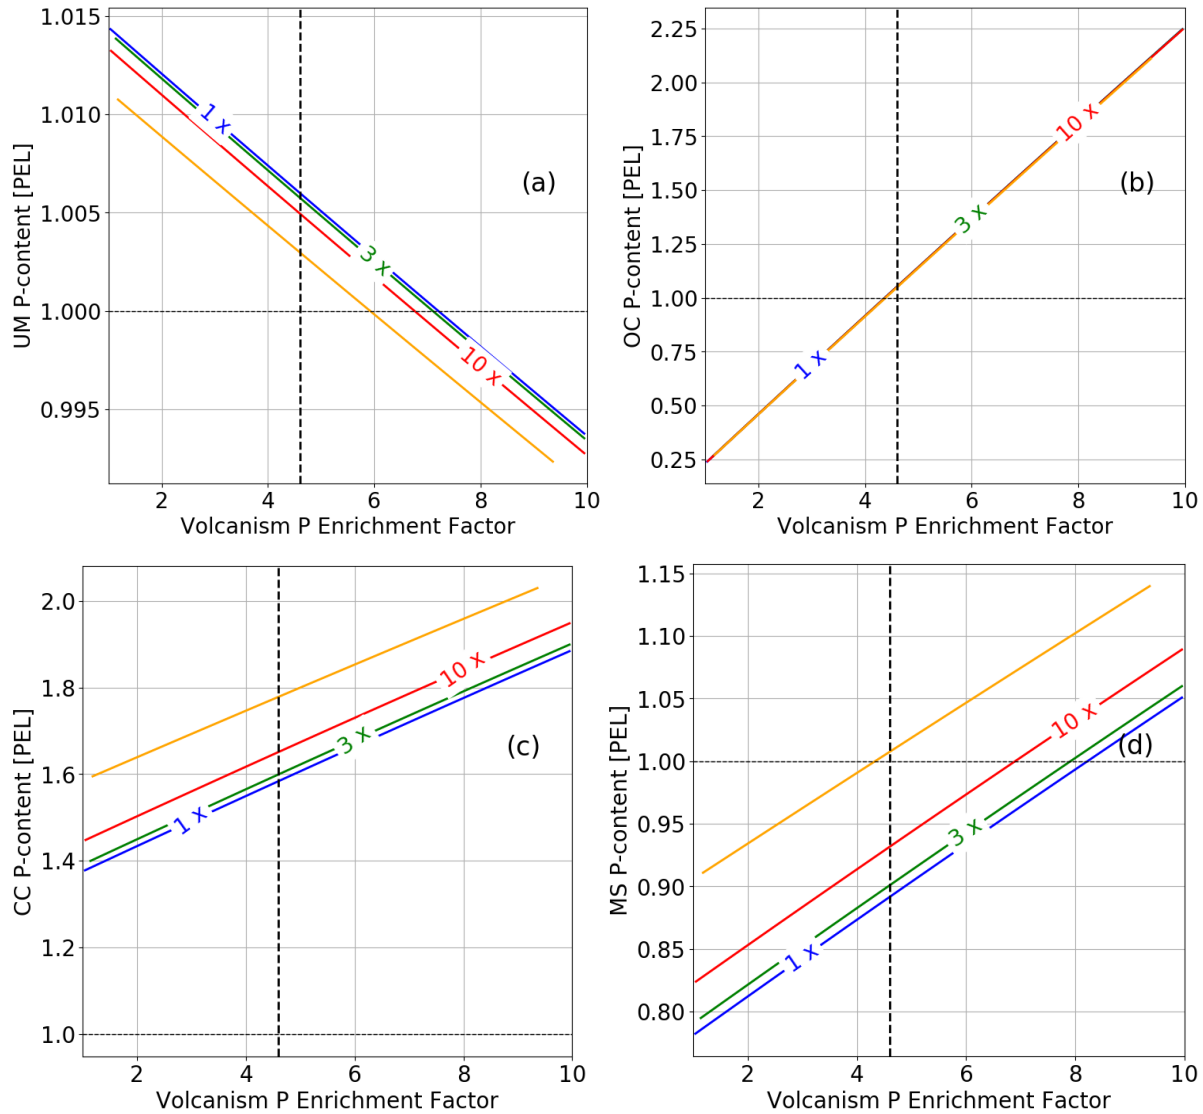 1.015
1.010
1.005
1.000
0.995
UM P-content [PEL]
1 x
3 x
10 x
(a)
2 4 6 8 10
Volcanism P Enrichment Factor
2.25
2.00
1.75
1.50
1.25
1.00
0.75
0.50
0.25
OC P-content [PEL]
10 x
3 x
1 x
(b)
2 4 6 8 10
Volcanism P Enrichment Factor
2.0
1.8
1.6
1.4
1.2
1.0
CC P-content [PEL]
10 x
3 x
1 x
(c)
2 4 6 8 10
Volcanism P Enrichment Factor
1.15
1.10
1.05
1.00
0.95
0.90
0.85
0.80
MS P-content [PEL]
10 x
3 x
1 x
(d)
2 4 6 8 10
Volcanism P Enrichment Factor